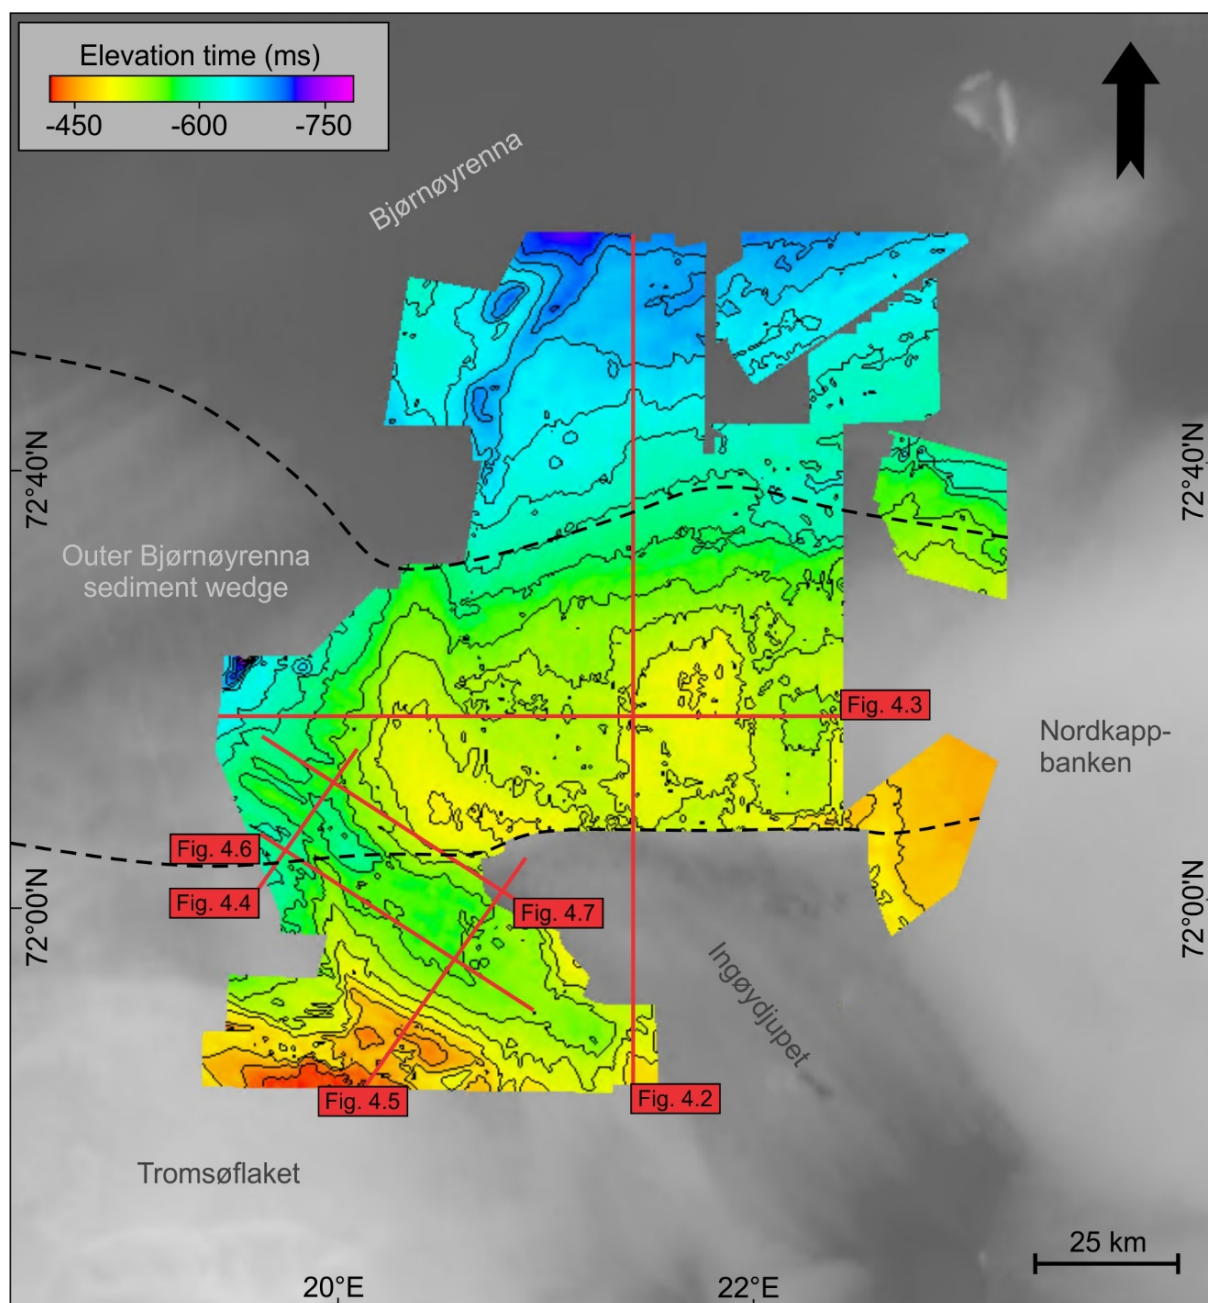 Elevation time (ms)
-450 -600 -750
Bjørnøyrenna
72°40'N
72°40'N
Outer Bjørnøyrenna
sediment wedge
Fig. 4.3
Nordkapp-
banken
Fig. 4.6
Fig. 4.4
Fig. 4.7
72°00'N
72°00'N
Ingøydjupet
Fig. 4.5
Fig. 4.2
Tromsøflaket
25 km
20°E
22°E